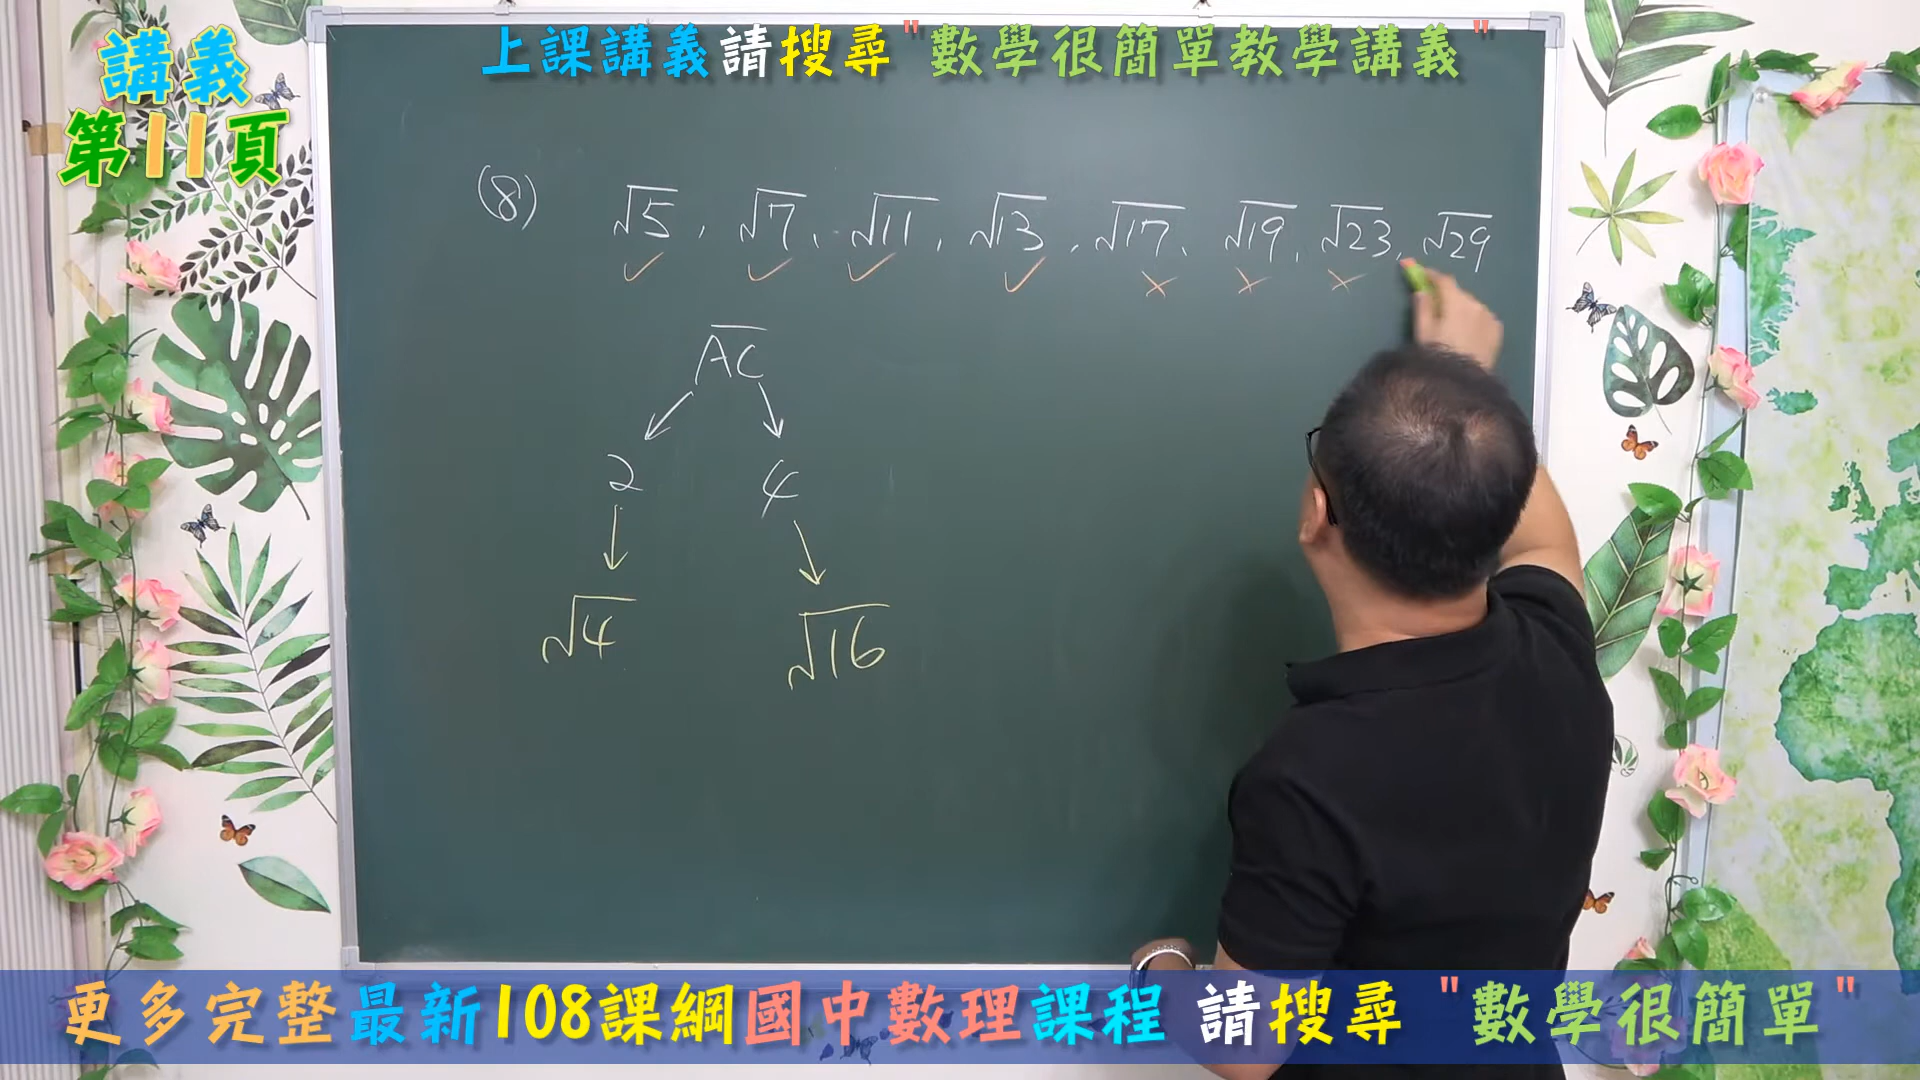 上課講義請搜尋"數學很簡單教學講義"
講義
第11頁
(8) √5, √7, √11, √13, √17, √19, √23, √29
✓ ✓ ✓ ✓ × × ×
AC
2 4
√4 √16
更多完整最新108課綱國中數理課程 請搜尋 "數學很簡單"